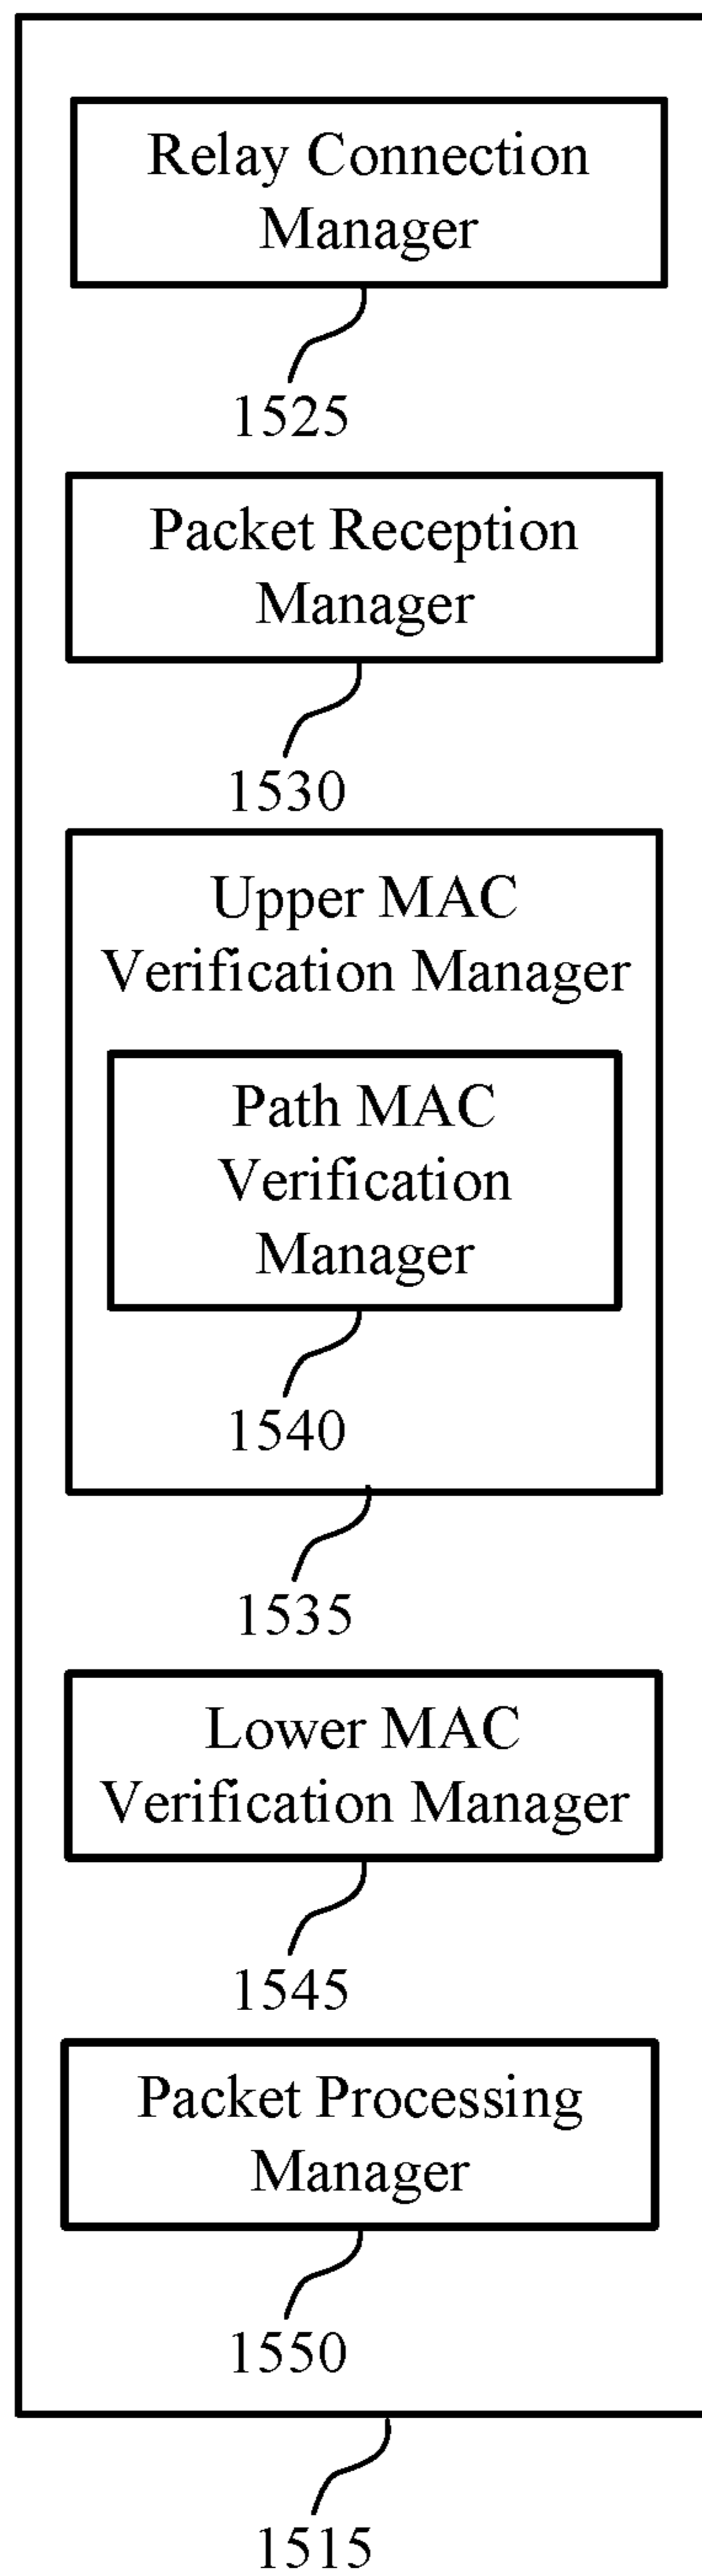 Relay Connection
Manager
1525
Packet Reception
Manager
1530
Upper MAC
Verification Manager
Path MAC
Verification
Manager
1540
1535
Lower MAC
Verification Manager
1545
Packet Processing
Manager
1550
1515